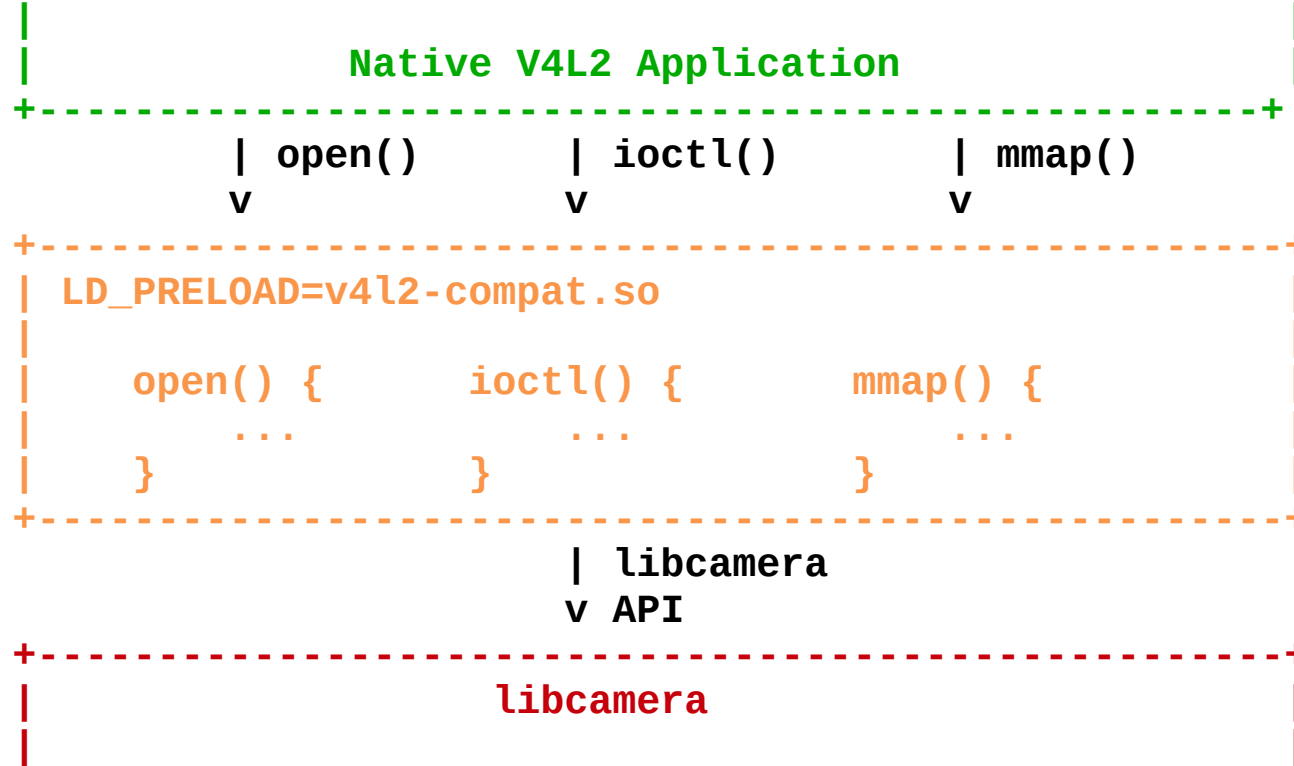 |                                                    |
|             Native V4L2 Application                |
+---------------------------------------------------+
| open()      | ioctl()       | mmap()
v             v               v
+----------------------------------------------------+
| LD_PRELOAD=v4l2-compat.so                          |
|                                                    |
|    open() {      ioctl() {       mmap() {          |
|        ...           ...             ...           |
|    }             }               }                 |
+----------------------------------------------------+
| libcamera
v API
+----------------------------------------------------+
|                   libcamera                        |
|                                                    |